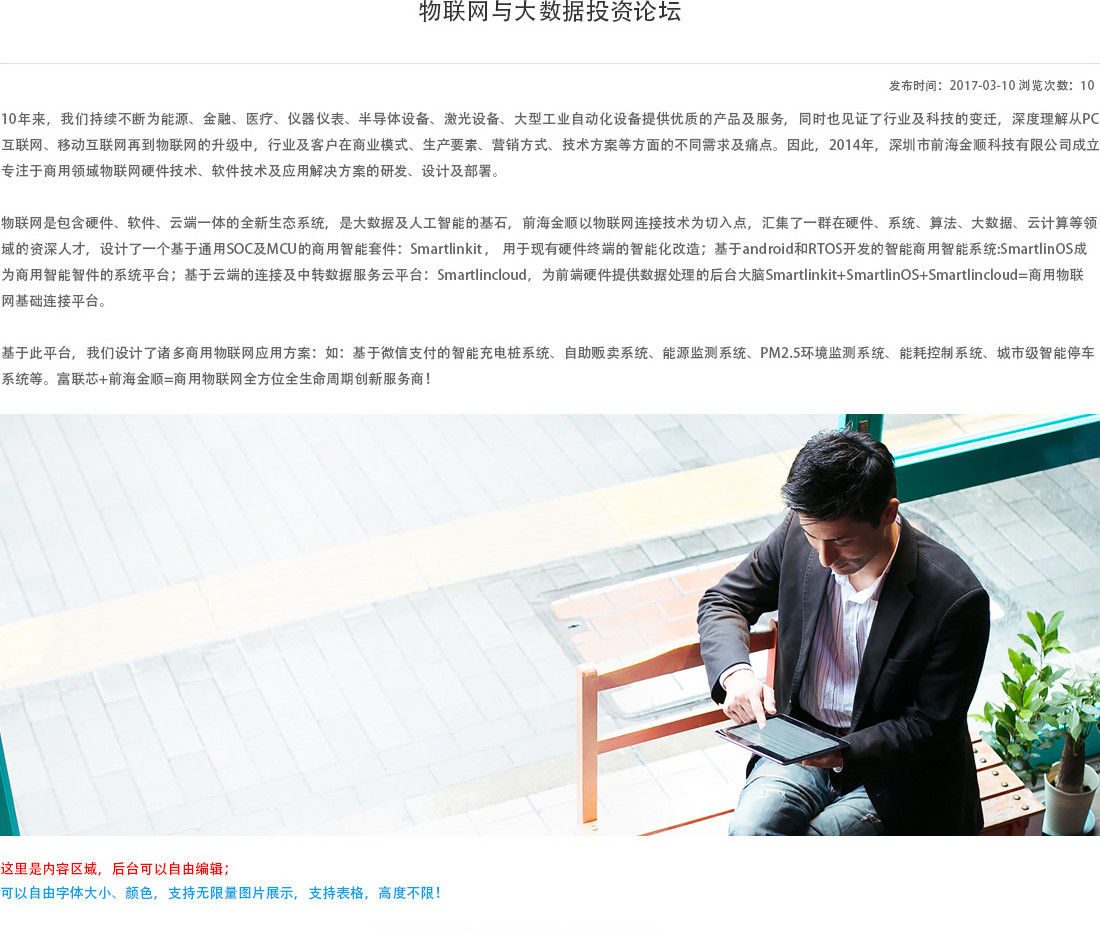 物联网与大数据投资论坛
发布时间：2017-03-10 浏览次数：10
10年来，我们持续不断为能源、金融、医疗、仪器仪表、半导体设备、激光设备、大型工业自动化设备提供优质的产品及服务，同时也见证了行业及科技的变迁，深度理解从PC
互联网、移动互联网再到物联网的升级中，行业及客户在商业模式、生产要素、营销方式、技术方案等方面的不同需求及痛点。因此，2014年，深圳市前海金顺科技有限公司成立
专注于商用领域物联网硬件技术、软件技术及应用解决方案的研发、设计及部署。
物联网是包含硬件、软件、云端一体的全新生态系统，是大数据及人工智能的基石，前海金顺以物联网连接技术为切入点，汇集了一群在硬件、系统、算法、大数据、云计算等领
域的资深人才，设计了一个基于通用SOC及MCU的商用智能套件：Smartlinkit， 用于现有硬件终端的智能化改造；基于android和RTOS开发的智能商用智能系统:SmartlinOS成
为商用智能智件的系统平台；基于云端的连接及中转数据服务云平台：Smartlincloud，为前端硬件提供数据处理的后台大脑Smartlinkit+SmartlinOS+Smartlincloud=商用物联
网基础连接平台。
基于此平台，我们设计了诸多商用物联网应用方案：如：基于微信支付的智能充电桩系统、自助贩卖系统、能源监测系统、PM2.5环境监测系统、能耗控制系统、城市级智能停车
系统等。富联芯+前海金顺=商用物联网全方位全生命周期创新服务商！
这里是内容区域，后台可以自由编辑；
可以自由字体大小、颜色，支持无限量图片展示，支持表格，高度不限！